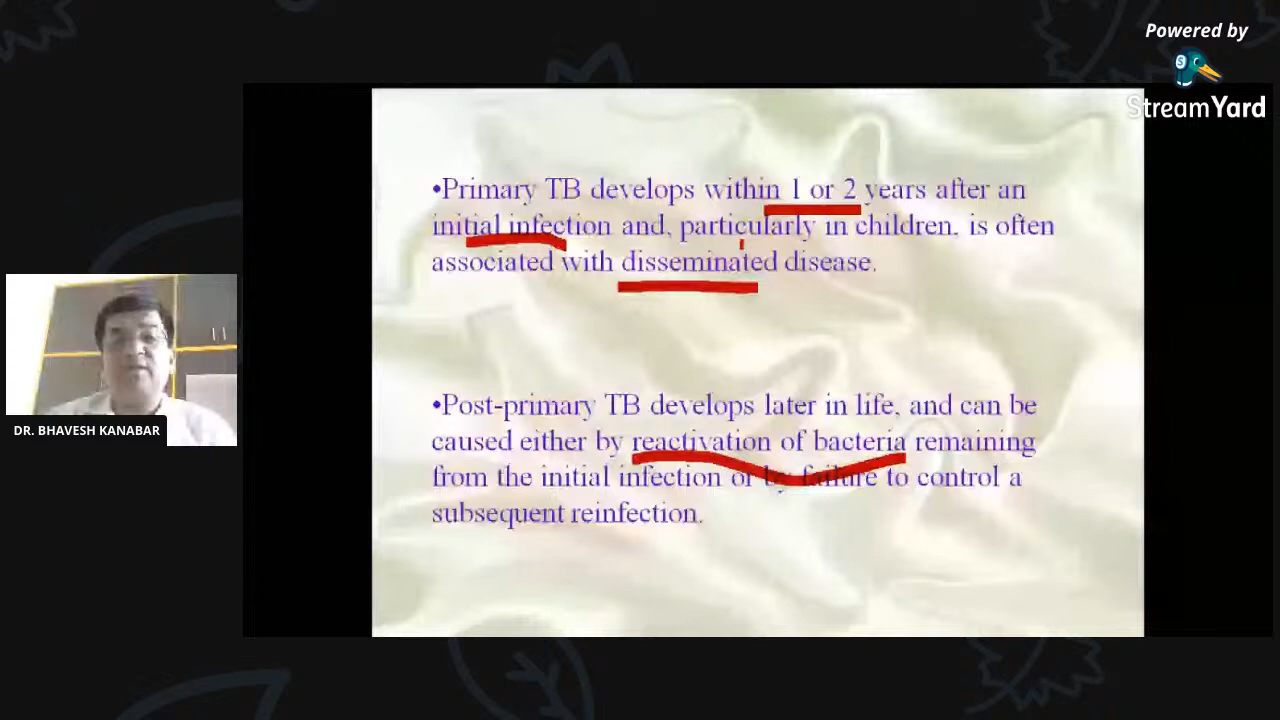 Powered by
StreamYard
•Primary TB develops within 1 or 2 years after an
initial infection and, particularly in children, is often
associated with disseminated disease.
DR. BHAVESH KANABAR
•Post-primary TB develops later in life, and can be
caused either by reactivation of bacteria remaining
from the initial infection or by failure to control a
subsequent reinfection.